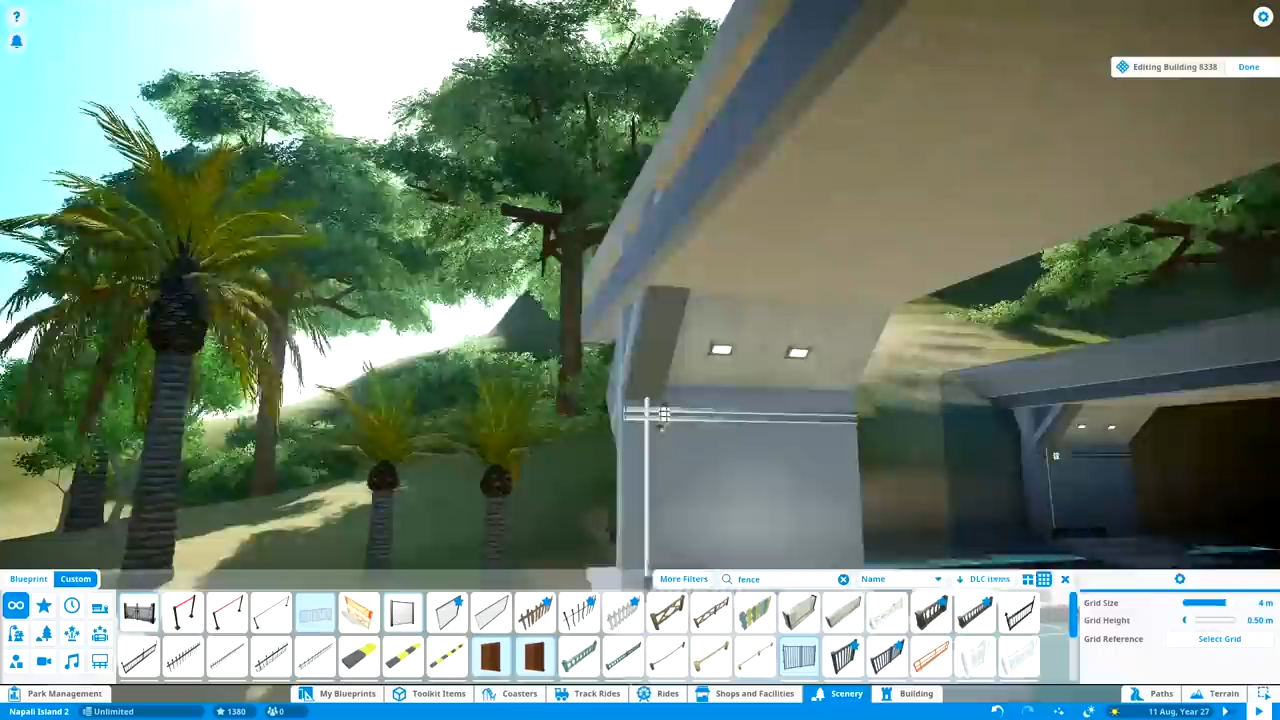 ?
Editing Building 8338 Done
Blueprint Custom More Filters fence Name DLC items
Grid Size 4 m
Grid Height 0.50 m
Grid Reference Select Grid
Park Management My Blueprints Toolkit Items Coasters Track Rides Rides Shops and Facilities Scenery Building Paths Terrain
Napali Island 2 Unlimited 1380 0 11 Aug, Year 27